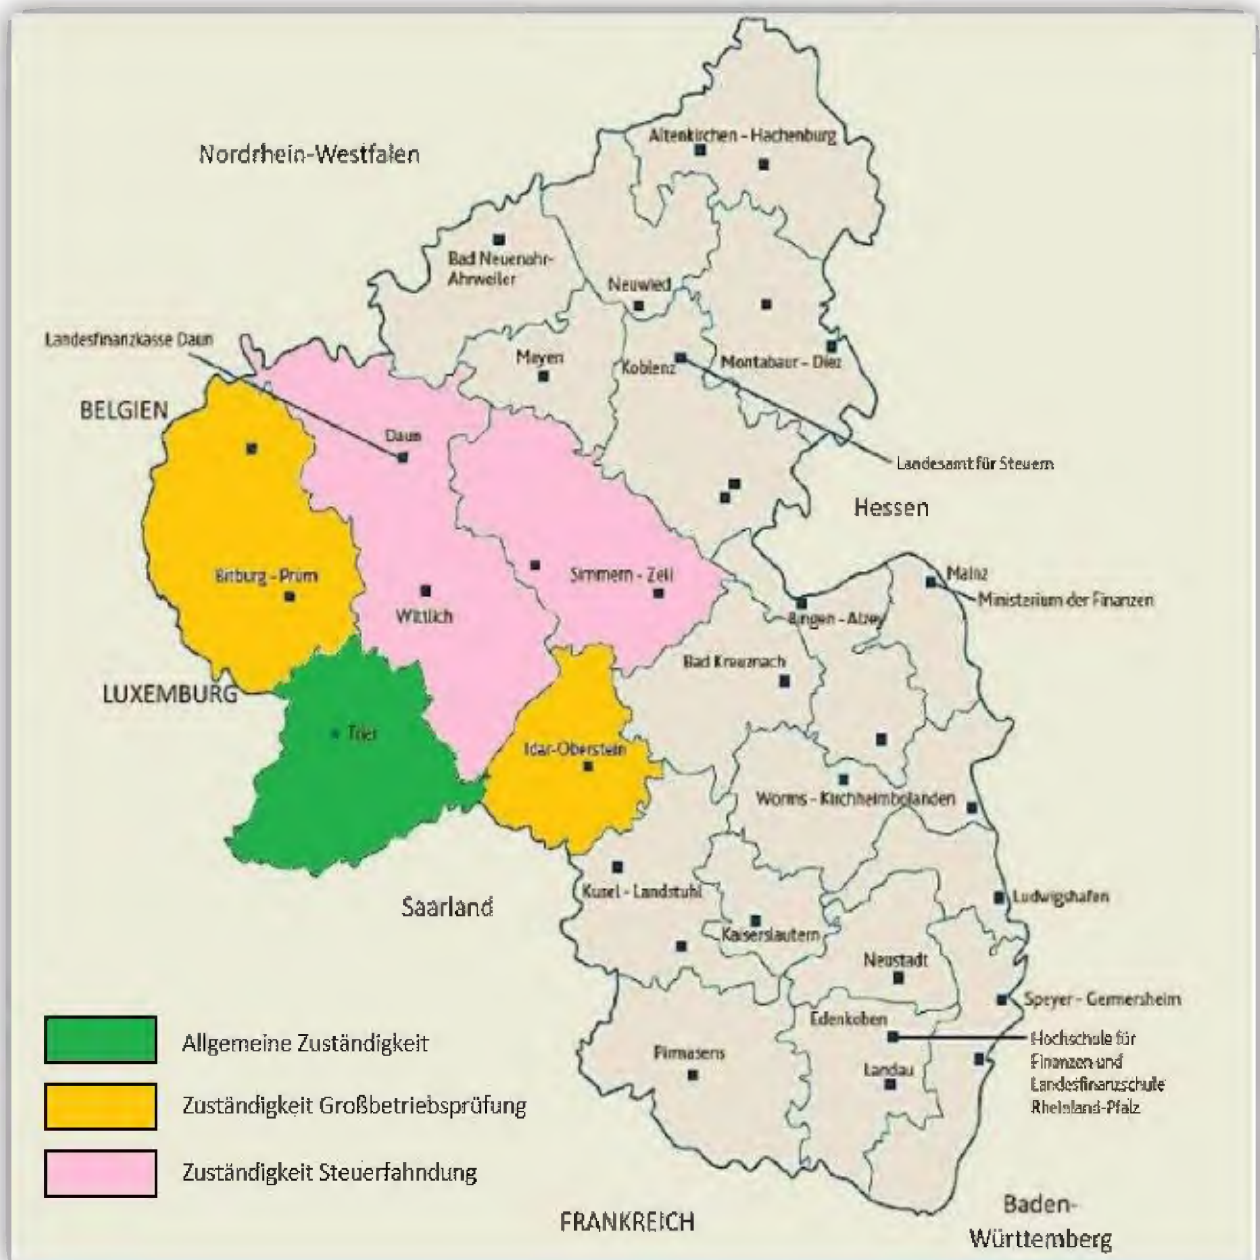 Altenkirchen - Hachenburg
Nordrhein-Westfalen
Bad Neuenahr-
Ahrweiler
Neuwied
Landesfinanzkasse Daun
Mayen
Koblenz
Montabaur - Diez
BELGIEN
Daun
Landesamt für Steuern
Hessen
Bitburg - Prüm
Simmern - Zell
Mainz
Ministerium der Finanzen
Wittlich
Bingen - Alzey
Bad Kreuznach
LUXEMBURG
Trier
Idar-Oberstein
Worms - Kirchheimbolanden
Kusel - Landstuhl
Ludwigshafen
Saarland
Kaiserslautern
Neustadt
Speyer - Germersheim
Edenkoben
Hochschule für
Finanzen und
Landesfinanzschule
Rheinland-Pfalz
Pirmasens
Landau
Allgemeine Zuständigkeit
Zuständigkeit Großbetriebsprüfung
Zuständigkeit Steuerfahndung
FRANKREICH
Baden-
Württemberg